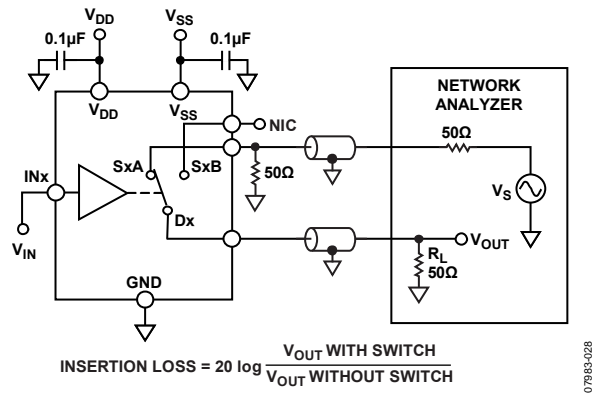 VDD VSS
0.1µF 0.1µF
VDD VSS
NETWORK
ANALYZER
NIC
50Ω
SxA SxB
50Ω
INx
VS
Dx
VOUT
VIN
RL
50Ω
GND
INSERTION LOSS = 20 log VOUT WITH SWITCH
VOUT WITHOUT SWITCH
07983-028